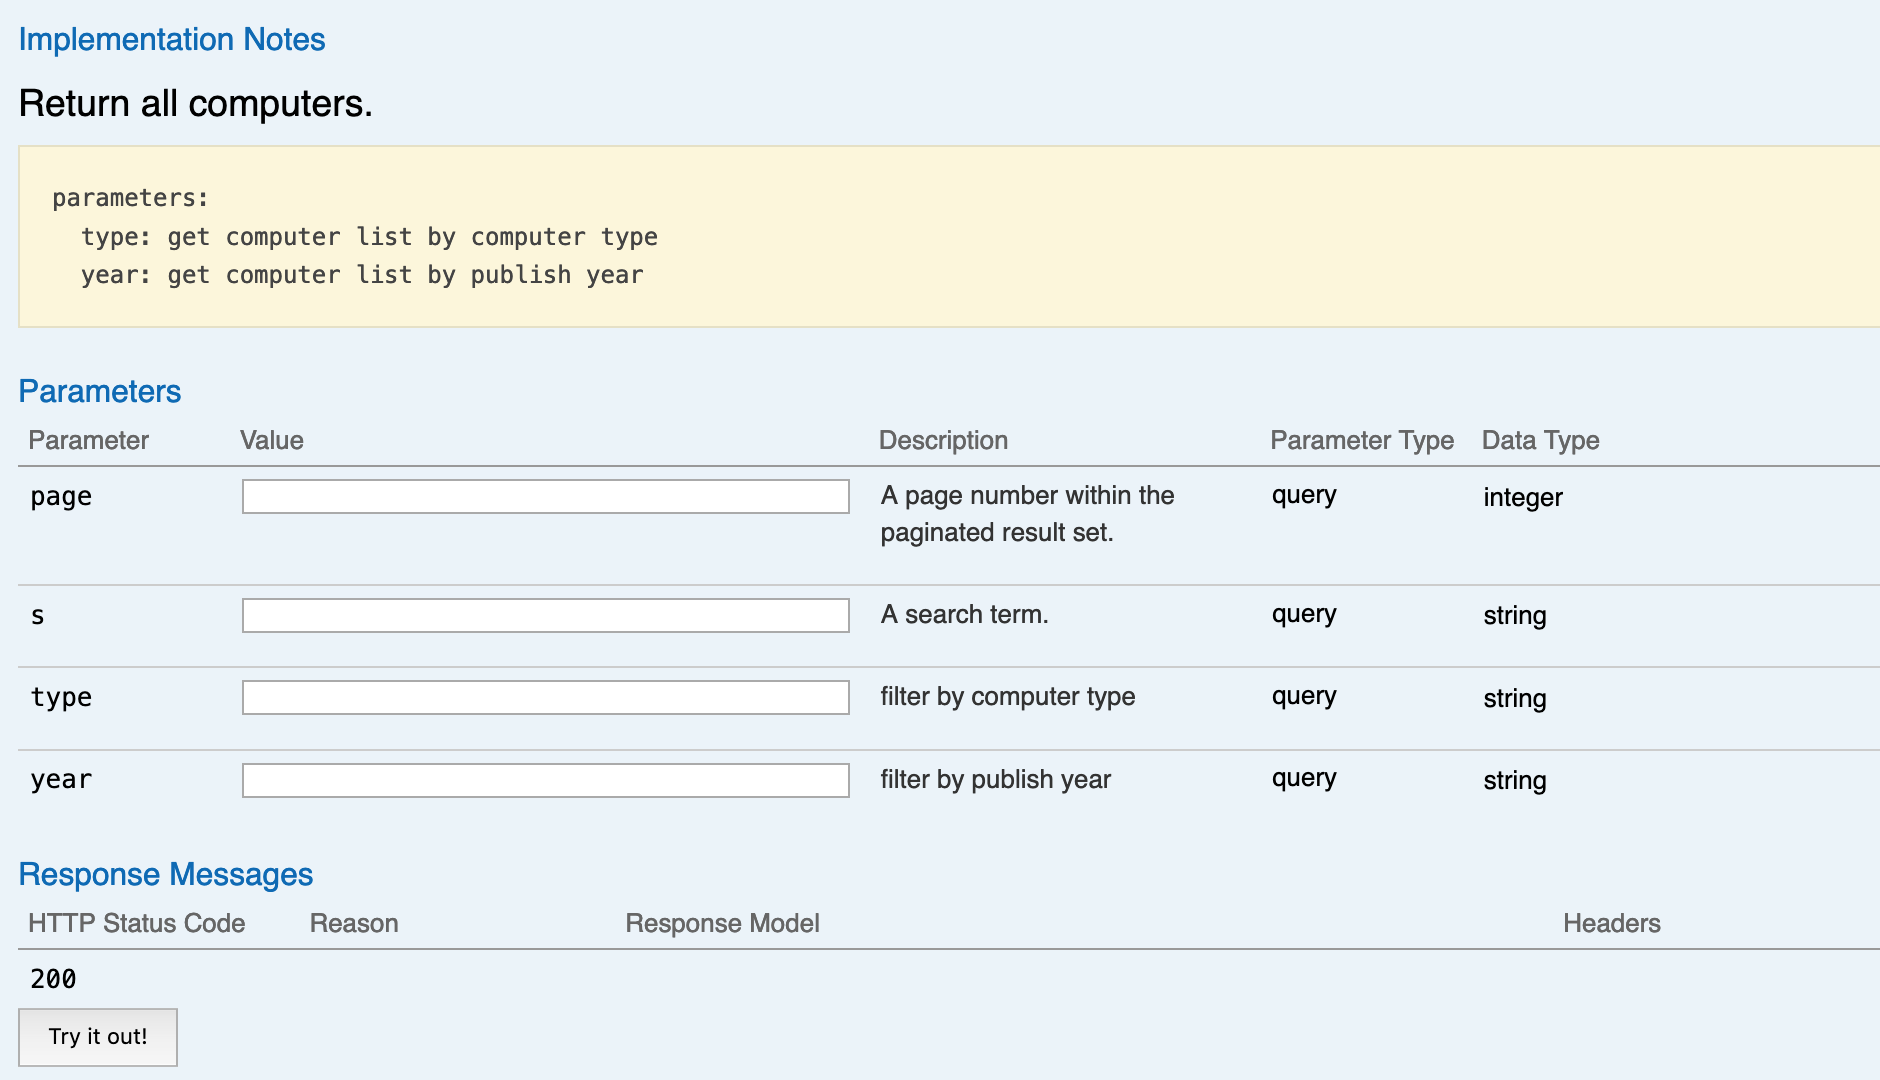 Implementation Notes
Return all computers.
parameters:
  type: get computer list by computer type
  year: get computer list by publish year
Parameters
Parameter Value Description Parameter Type Data Type
page A page number within the query integer
paginated result set.
s A search term. query string
type filter by computer type query string
year filter by publish year query string
Response Messages
HTTP Status Code Reason Response Model Headers
200
Try it out!